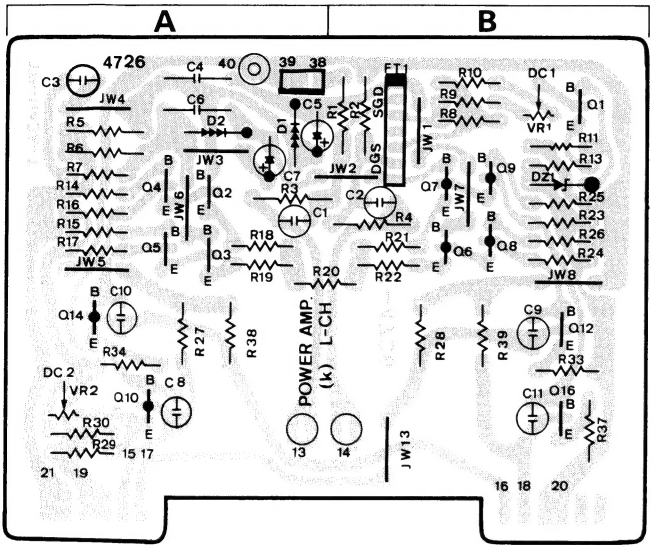 A B
4726
C3
C4
C6
40
39 38
C5
D1
D2
JW4
JW3
R5
R6
R7
R14
R16
R15
R17
JW5
B
Q4
E
JW6
B
Q2
B
Q5
E
Q3
E
C7
R3
C1
R18
R19
R20
R1
R2
JW2
FT1
SGD
DGS
JW1
C2
R4
R21
R22
R10
R9
R8
DC1
VR1
B
Q1
E
R11
R13
DZ1
R25
R23
R26
R24
JW8
B
Q7
JW7
B
Q9
Q6
E
Q8
E
B
Q14
E
C10
R34
R27
R38
POWER AMP.
(k) L-CH
R28
R39
C9
B
Q12
E
R33
DC2
VR2
B
Q10
E
C8
R30
R29
21 19 15 17
13 14
JW13
C11
Q16
B
E
R37
16 18 20